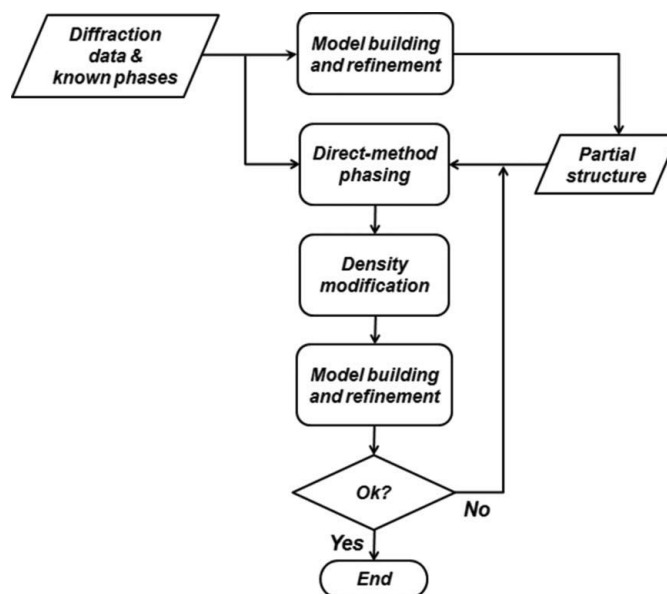 Diffraction
data &
known phases
Model building
and refinement
Direct-method
phasing
Partial
structure
Density
modification
Model building
and refinement
Ok?
No
Yes
End